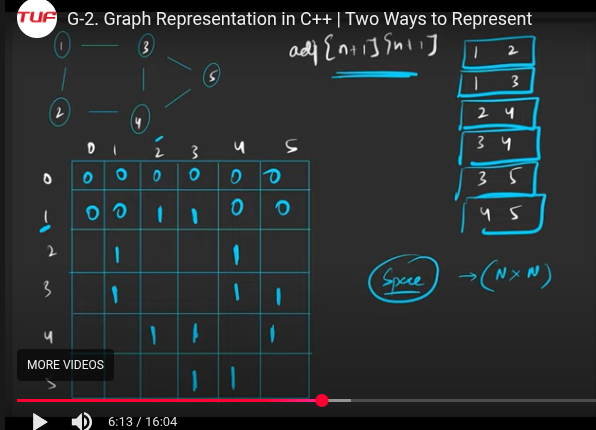 TUF G-2. Graph Representation in C++ | Two Ways to Represent
1 3
5
2 4
adj[n+1][n+1]
1 2
1 3
2 4
3 4
3 5
4 5
0 1 2 3 4 5
0 0 0 0 0 0 0
1 0 0 1 1 0 0
2 1 1
3 1 1 1
4 1 1 1
5 1 1
Space → (N × N)
MORE VIDEOS
6:13 / 16:04